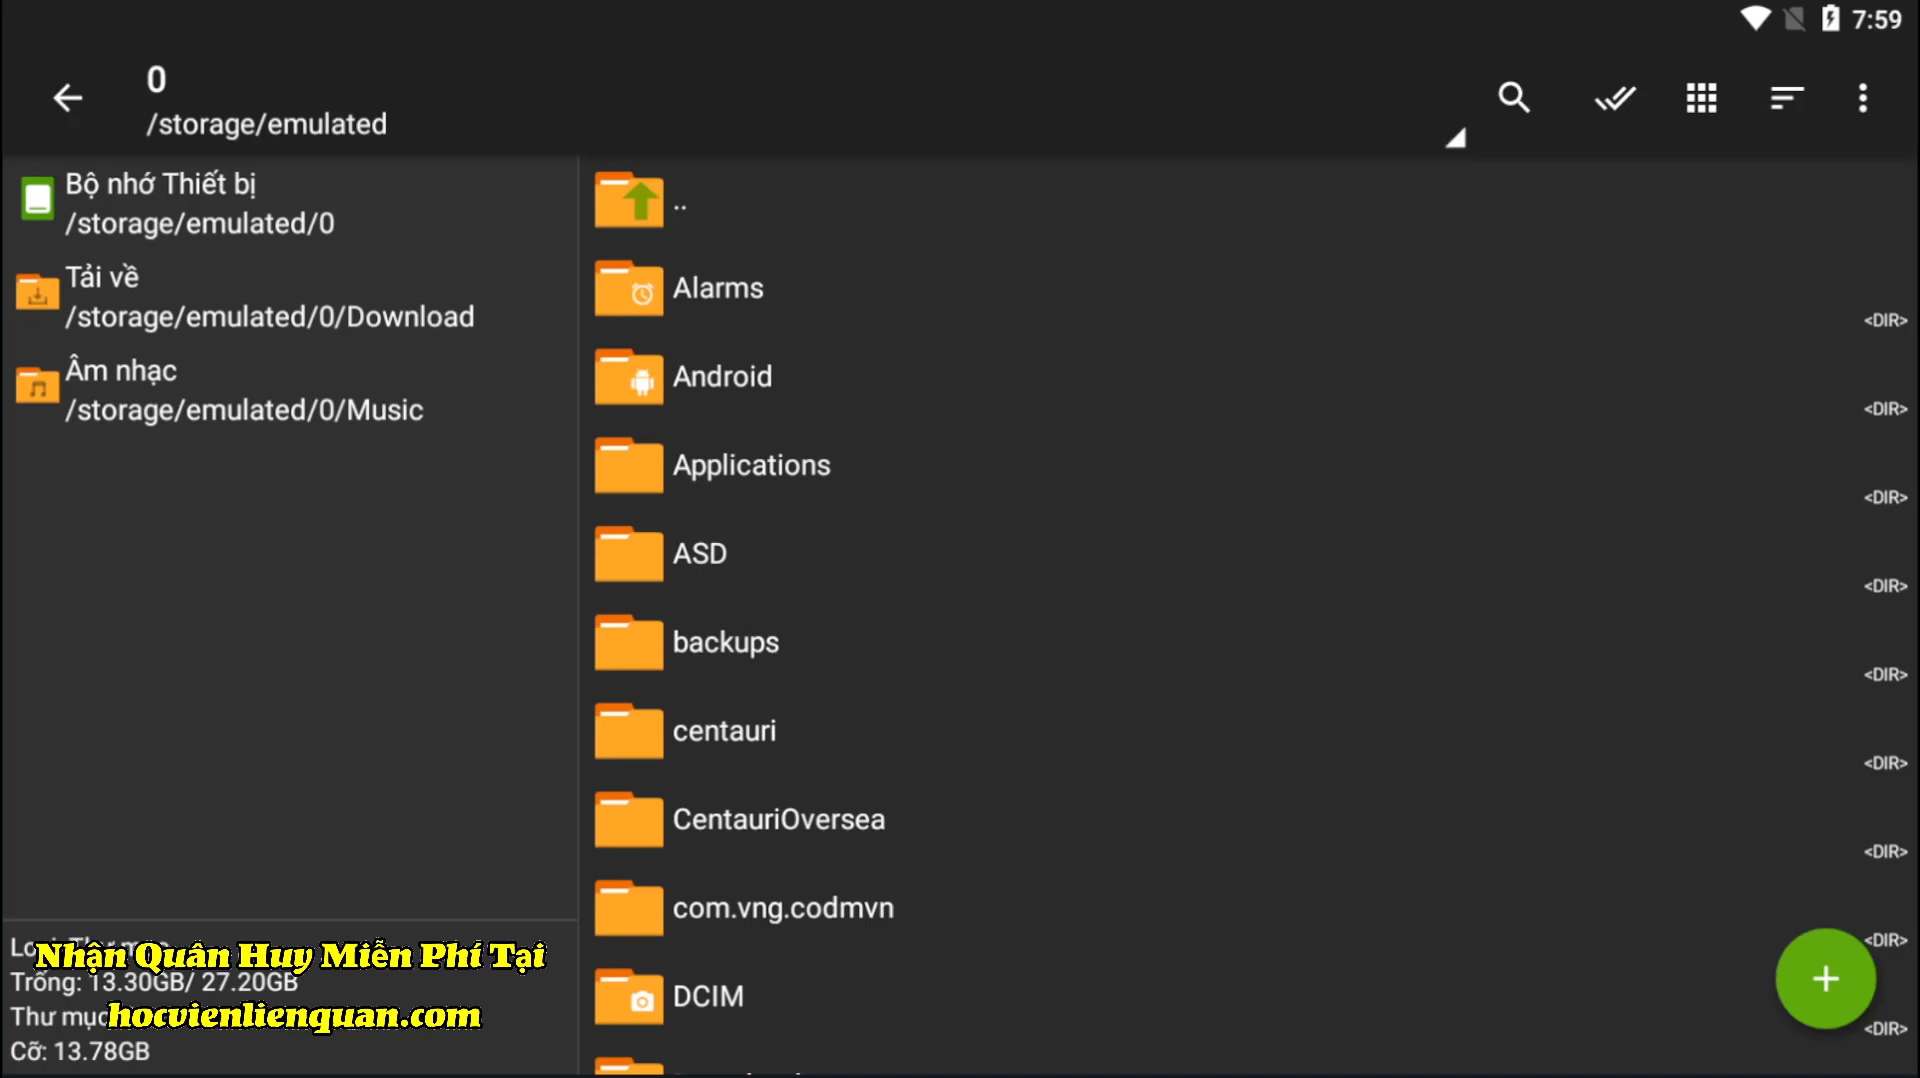 7:59
0
/storage/emulated
Bộ nhớ Thiết bị
/storage/emulated/0
Tải về
/storage/emulated/0/Download
Âm nhạc
/storage/emulated/0/Music
..
Alarms
<DIR>
Android
<DIR>
Applications
<DIR>
ASD
<DIR>
backups
<DIR>
centauri
<DIR>
CentauriOversea
<DIR>
com.vng.codmvn
<DIR>
DCIM
<DIR>
Nhận Quân Huy Miễn Phí Tại
Trống: 13.30GB/ 27.20GB
Thư mục
hocvienlienquan.com
Cỡ: 13.78GB